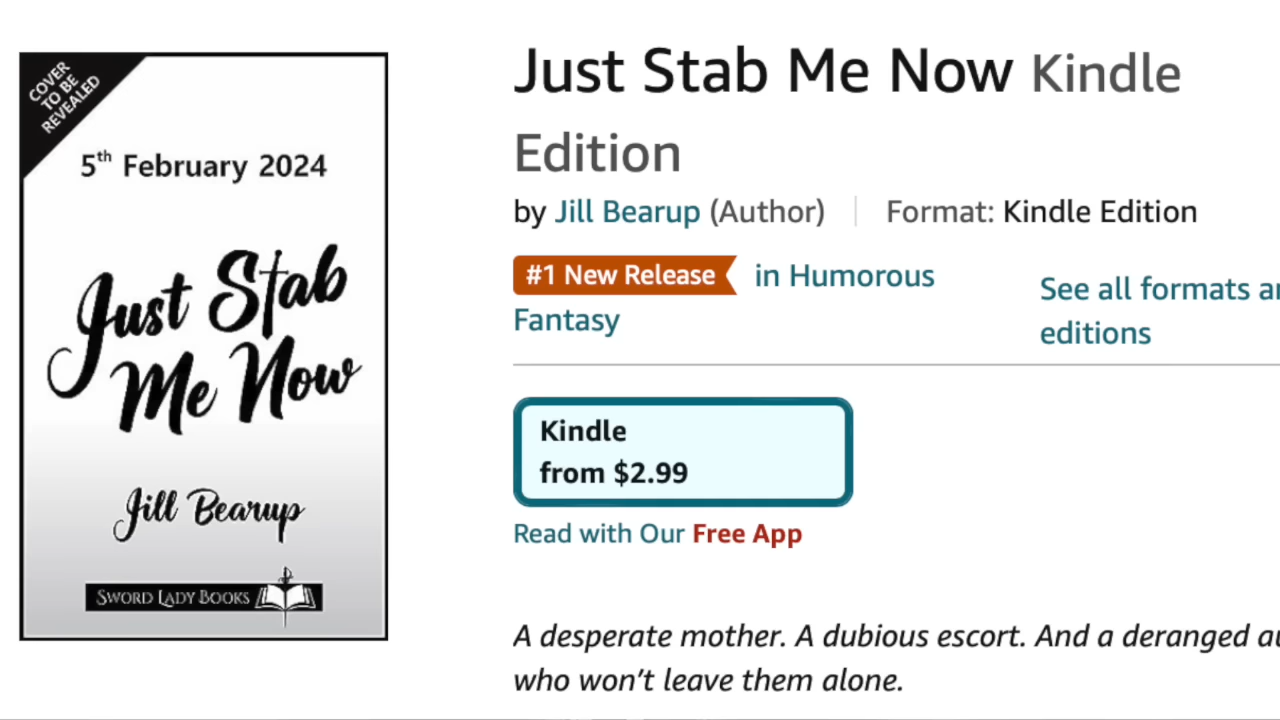 COVER
TO BE
REVEALED
5th February 2024
Just Stab
Me Now
Jill Bearup
SWORD LADY BOOKS
Just Stab Me Now Kindle
Edition
by Jill Bearup (Author) Format: Kindle Edition
#1 New Release in Humorous
Fantasy
See all formats
editions
Kindle
from $2.99
Read with Our Free App
A desperate mother. A dubious escort. And a deranged
who won’t leave them alone.